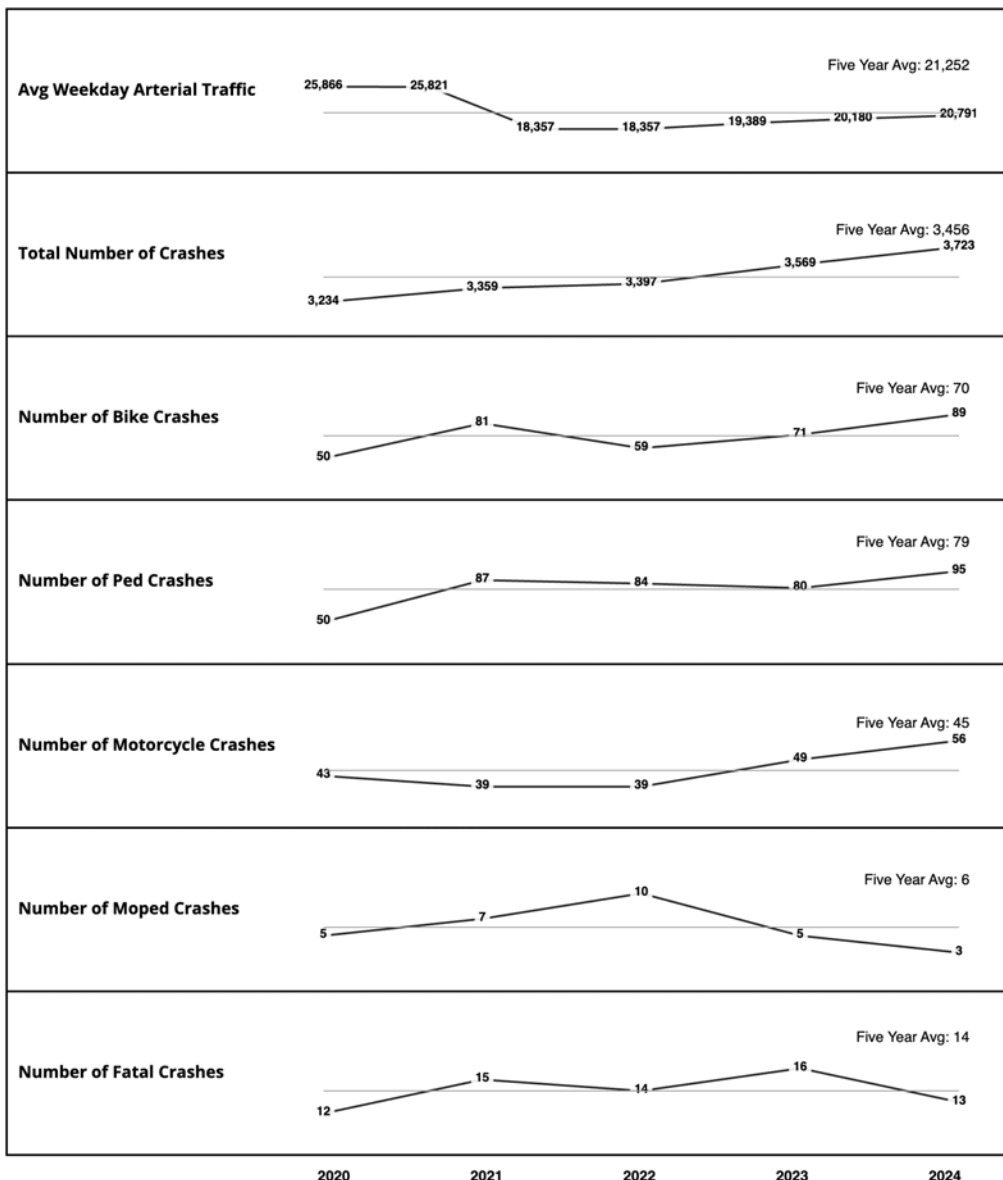 Five Year Avg: 21,252
Avg Weekday Arterial Traffic
25,866 25,821 18,357 18,357 19,389 20,180 20,791
Five Year Avg: 3,456
Total Number of Crashes
3,234 3,359 3,397 3,569 3,723
Five Year Avg: 70
Number of Bike Crashes
50 81 59 71 89
Five Year Avg: 79
Number of Ped Crashes
50 87 84 80 95
Five Year Avg: 45
Number of Motorcycle Crashes
43 39 39 49 56
Five Year Avg: 6
Number of Moped Crashes
5 7 10 5 3
Five Year Avg: 14
Number of Fatal Crashes
12 15 14 16 13
2020 2021 2022 2023 2024